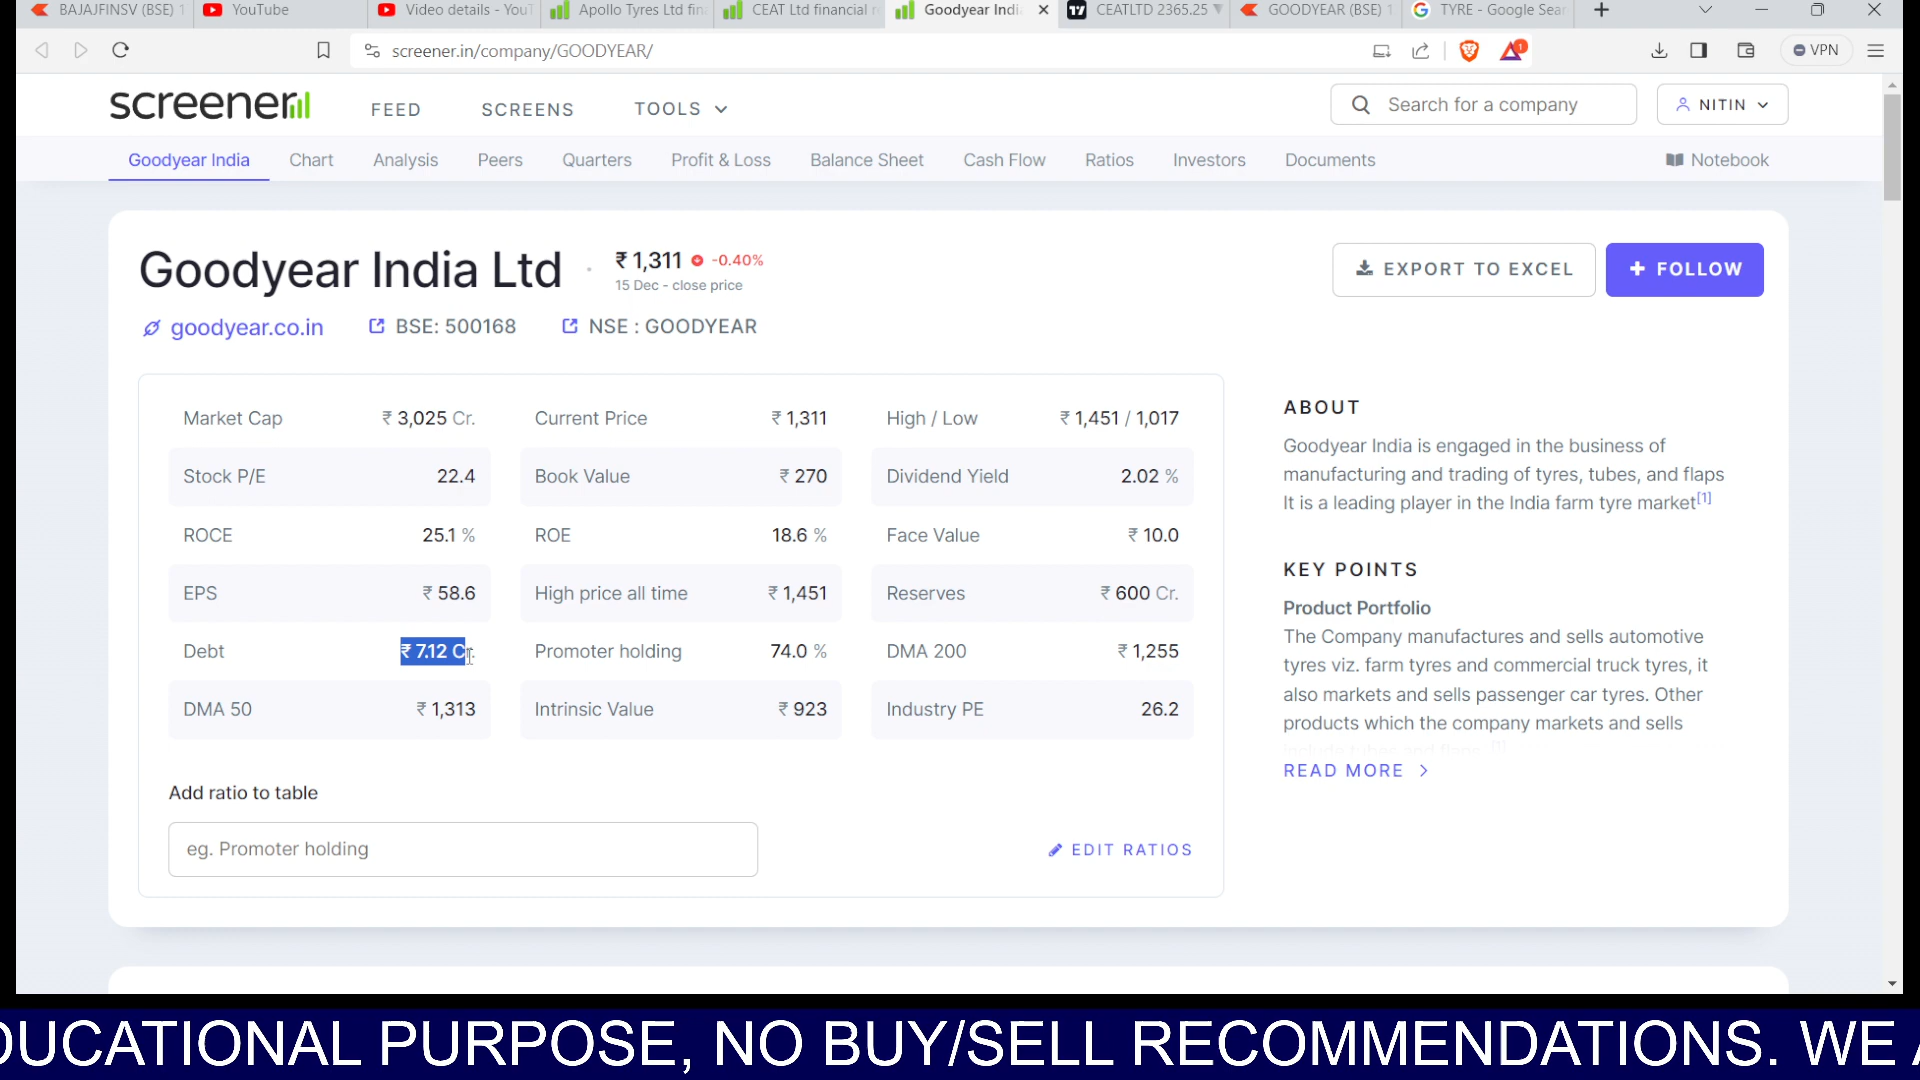 BAJAJFINSV (BSE) 1
YouTube
Video details - YouT
Apollo Tyres Ltd fin
CEAT Ltd financial r
Goodyear Indi
CEATLTD 2365.25
GOODYEAR (BSE) 1
TYRE - Google Sear
screener.in/company/GOODYEAR/
1
VPN
screener
FEED
SCREENS
TOOLS
Search for a company
NITIN
Goodyear India
Chart
Analysis
Peers
Quarters
Profit & Loss
Balance Sheet
Cash Flow
Ratios
Investors
Documents
Notebook
Goodyear India Ltd
₹ 1,311 -0.40%
15 Dec - close price
EXPORT TO EXCEL
+ FOLLOW
goodyear.co.in
BSE: 500168
NSE : GOODYEAR
Market Cap ₹ 3,025 Cr.
Current Price ₹ 1,311
High / Low ₹ 1,451 / 1,017
Stock P/E 22.4
Book Value ₹ 270
Dividend Yield 2.02 %
ROCE 25.1 %
ROE 18.6 %
Face Value ₹ 10.0
EPS ₹ 58.6
High price all time ₹ 1,451
Reserves ₹ 600 Cr.
Debt ₹ 7.12 Cr.
Promoter holding 74.0 %
DMA 200 ₹ 1,255
DMA 50 ₹ 1,313
Intrinsic Value ₹ 923
Industry PE 26.2
Add ratio to table
eg. Promoter holding
EDIT RATIOS
ABOUT
Goodyear India is engaged in the business of
manufacturing and trading of tyres, tubes, and flaps
It is a leading player in the India farm tyre market[1]
KEY POINTS
Product Portfolio
The Company manufactures and sells automotive
tyres viz. farm tyres and commercial truck tyres, it
also markets and sells passenger car tyres. Other
products which the company markets and sells
include tubes and flaps. [1]
READ MORE
DUCATIONAL PURPOSE, NO BUY/SELL RECOMMENDATIONS. WE A